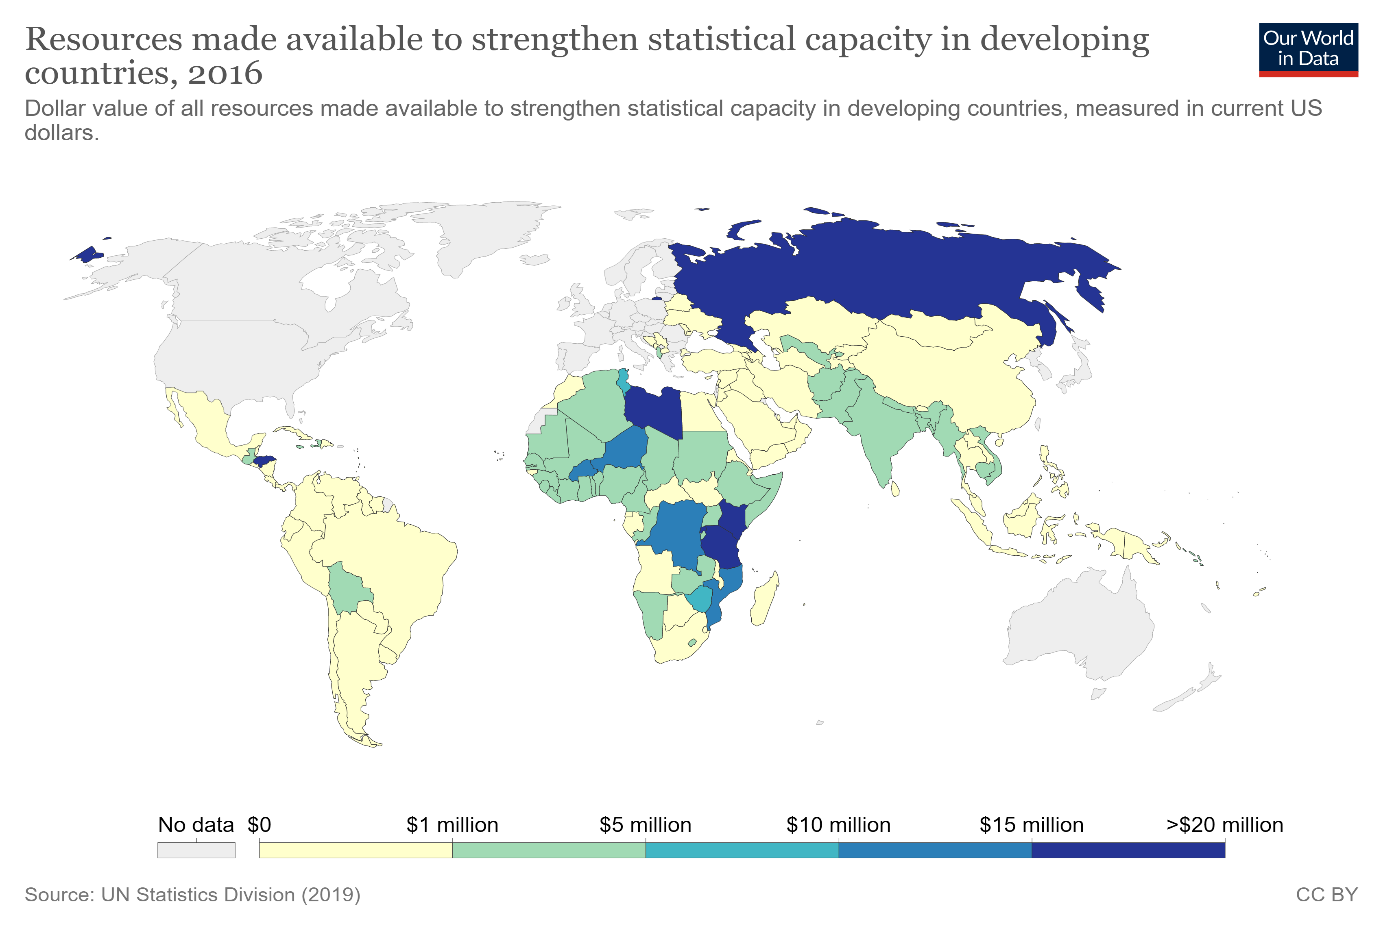 Resources made available to strengthen statistical capacity in developing
countries, 2016
Our World
in Data
Dollar value of all resources made available to strengthen statistical capacity in developing countries, measured in current US
dollars.
No data $0 $1 million $5 million $10 million $15 million >$20 million
Source: UN Statistics Division (2019) CC BY